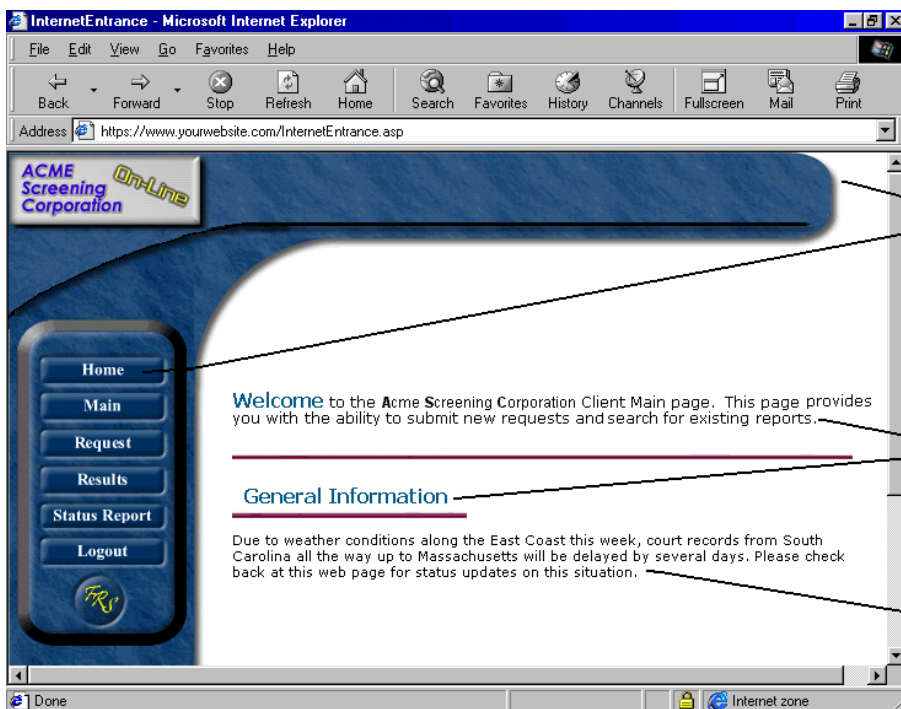 InternetEntrance - Microsoft Internet Explorer
File Edit View Go Favorites Help
Back Forward Stop Refresh Home Search Favorites History Channels Fullscreen Mail Print
Address https://www.yourwebsite.com/InternetEntrance.asp
ACME
Screening
Corporation
On-Line
Home
Main
Request
Results
Status Report
Logout
FRS
Welcome to the Acme Screening Corporation Client Main page. This page provides
you with the ability to submit new requests and search for existing reports.
General Information
Due to weather conditions along the East Coast this week, court records from South
Carolina all the way up to Massachusetts will be delayed by several days. Please check
back at this web page for status updates on this situation.
Done
Internet zone